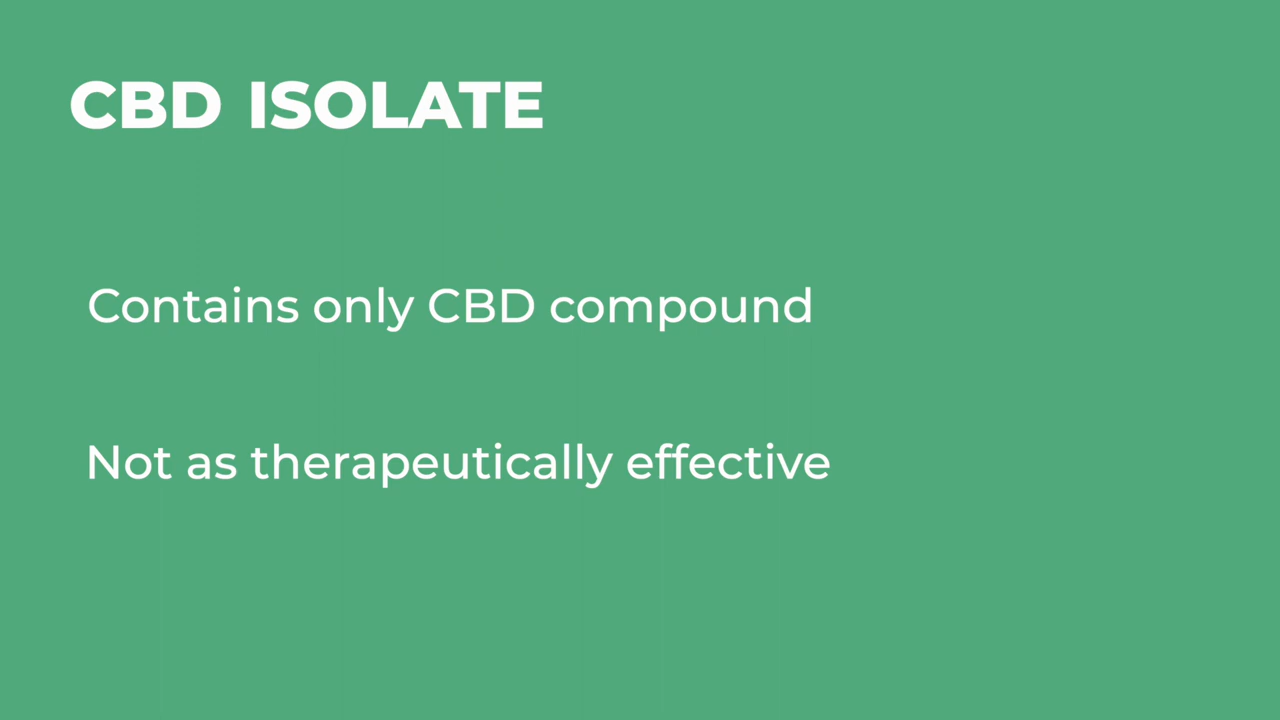 CBD ISOLATE
Contains only CBD compound
Not as therapeutically effective